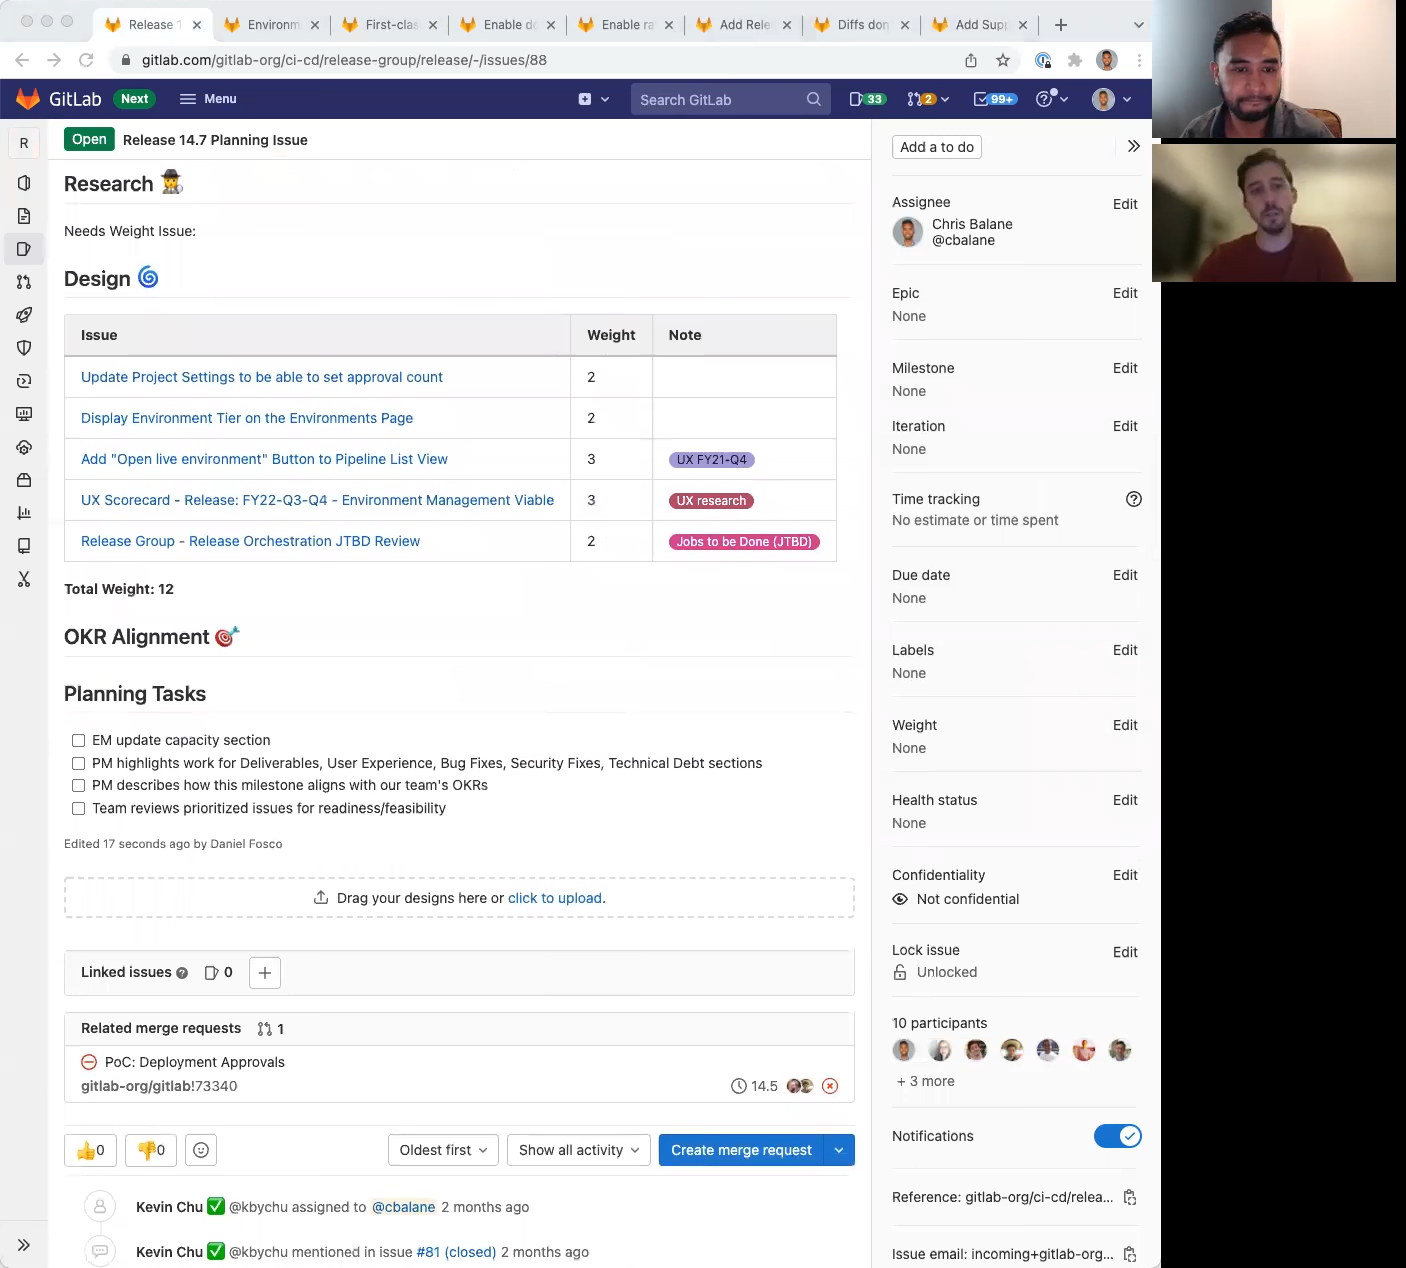 Release 1
Environm
First-clas
Enable de
Enable ra
Add Rele
Diffs don
Add Supp
gitlab.com/gitlab-org/ci-cd/release-group/release/-/issues/88
GitLab Next Menu Search GitLab 33 2 99+
R
Open Release 14.7 Planning Issue
Research
Needs Weight Issue:
Design
Issue Weight Note
Update Project Settings to be able to set approval count 2
Display Environment Tier on the Environments Page 2
Add "Open live environment" Button to Pipeline List View 3 UX FY21-Q4
UX Scorecard - Release: FY22-Q3-Q4 - Environment Management Viable 3 UX research
Release Group - Release Orchestration JTBD Review 2 Jobs to be Done (JTBD)
Total Weight: 12
OKR Alignment
Planning Tasks
EM update capacity section
PM highlights work for Deliverables, User Experience, Bug Fixes, Security Fixes, Technical Debt sections
PM describes how this milestone aligns with our team's OKRs
Team reviews prioritized issues for readiness/feasibility
Edited 17 seconds ago by Daniel Fosco
Drag your designs here or click to upload.
Linked issues 0
Related merge requests 1
PoC: Deployment Approvals
gitlab-org/gitlab!73340 14.5
0 0 Oldest first Show all activity Create merge request
Kevin Chu @kbychu assigned to @cbalane 2 months ago
Kevin Chu @kbychu mentioned in issue #81 (closed) 2 months ago
Add a to do
Assignee Edit
Chris Balane
@cbalane
Epic Edit
None
Milestone Edit
None
Iteration Edit
None
Time tracking
No estimate or time spent
Due date Edit
None
Labels Edit
None
Weight Edit
None
Health status Edit
None
Confidentiality Edit
Not confidential
Lock issue Edit
Unlocked
10 participants
+ 3 more
Notifications
Reference: gitlab-org/ci-cd/relea...
Issue email: incoming+gitlab-org...